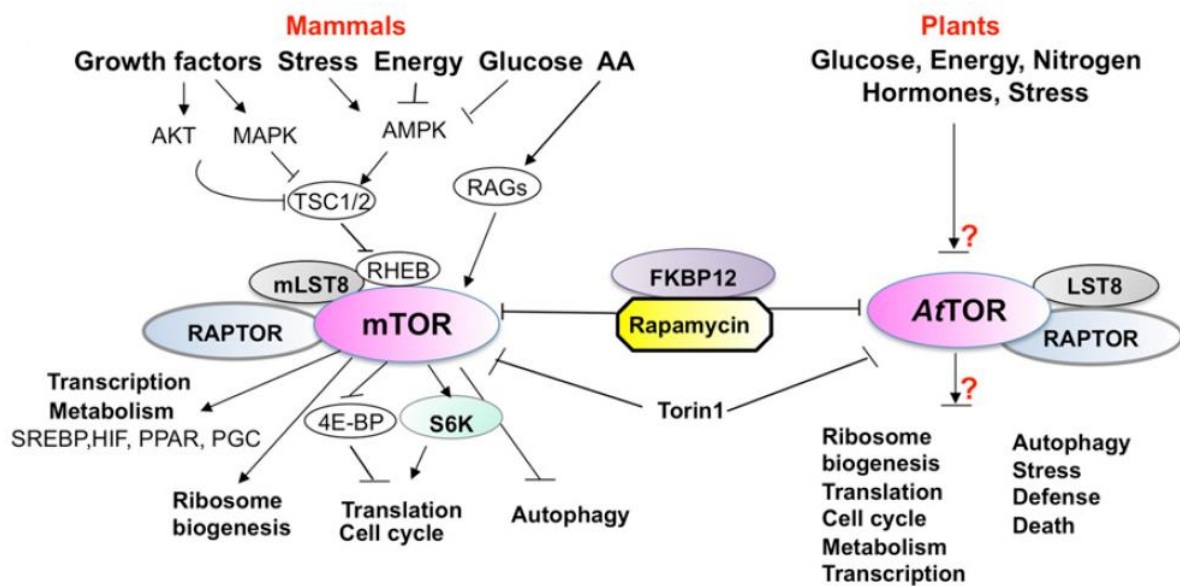 Mammals
Growth factors Stress Energy Glucose AA
AKT
MAPK
AMPK
TSC1/2
RAGs
RHEB
mLST8
RAPTOR
mTOR
Transcription
Metabolism
SREBP,HIF, PPAR, PGC
4E-BP
S6K
Ribosome
biogenesis
Translation
Cell cycle
Autophagy
FKBP12
Rapamycin
Torin1
Plants
Glucose, Energy, Nitrogen
Hormones, Stress
?
AtTOR
LST8
RAPTOR
?
Ribosome
biogenesis
Translation
Cell cycle
Metabolism
Transcription
Autophagy
Stress
Defense
Death